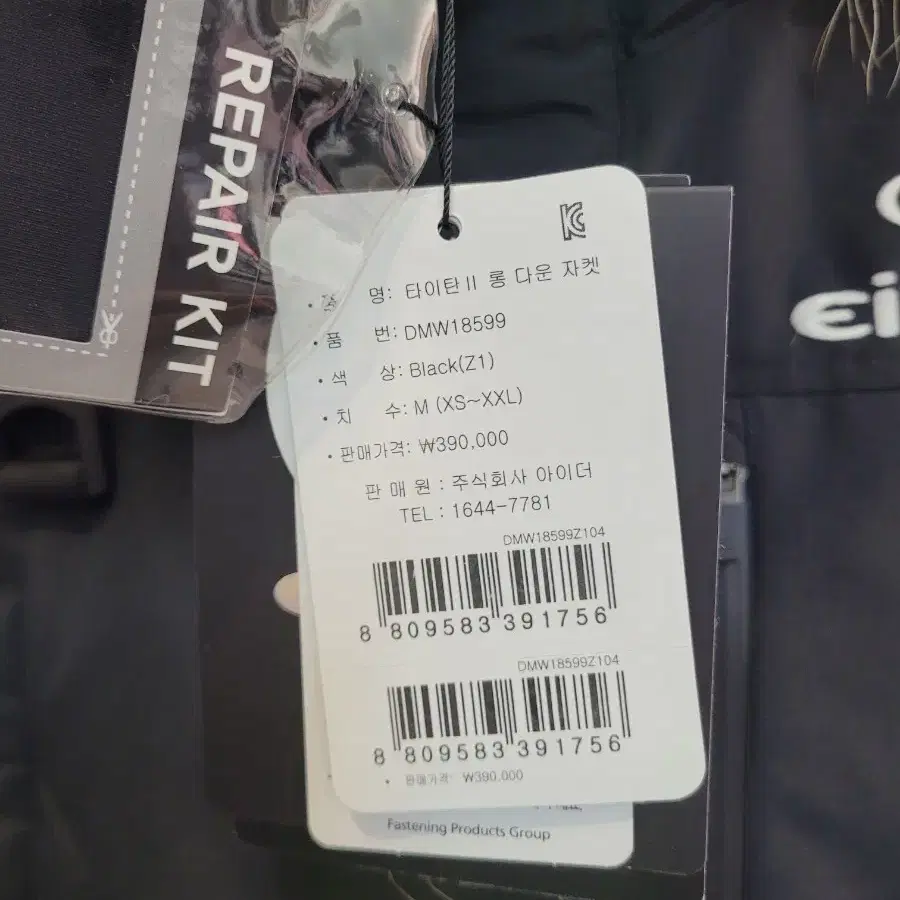 REPAIR KIT
명: 타이탄II 롱 다운 자켓
• 품 번: DMW18599
• 색 상: Black(Z1)
• 치 수: M (XS~XXL)
• 판매가격: ₩390,000
판 매 원 : 주식회사 아이더
TEL : 1644-7781
DMW18599Z104
8 809583 391756
DMW18599Z104
8 809583 391756
• 판매가격: ₩390,000
Fastening Products Group
Ei